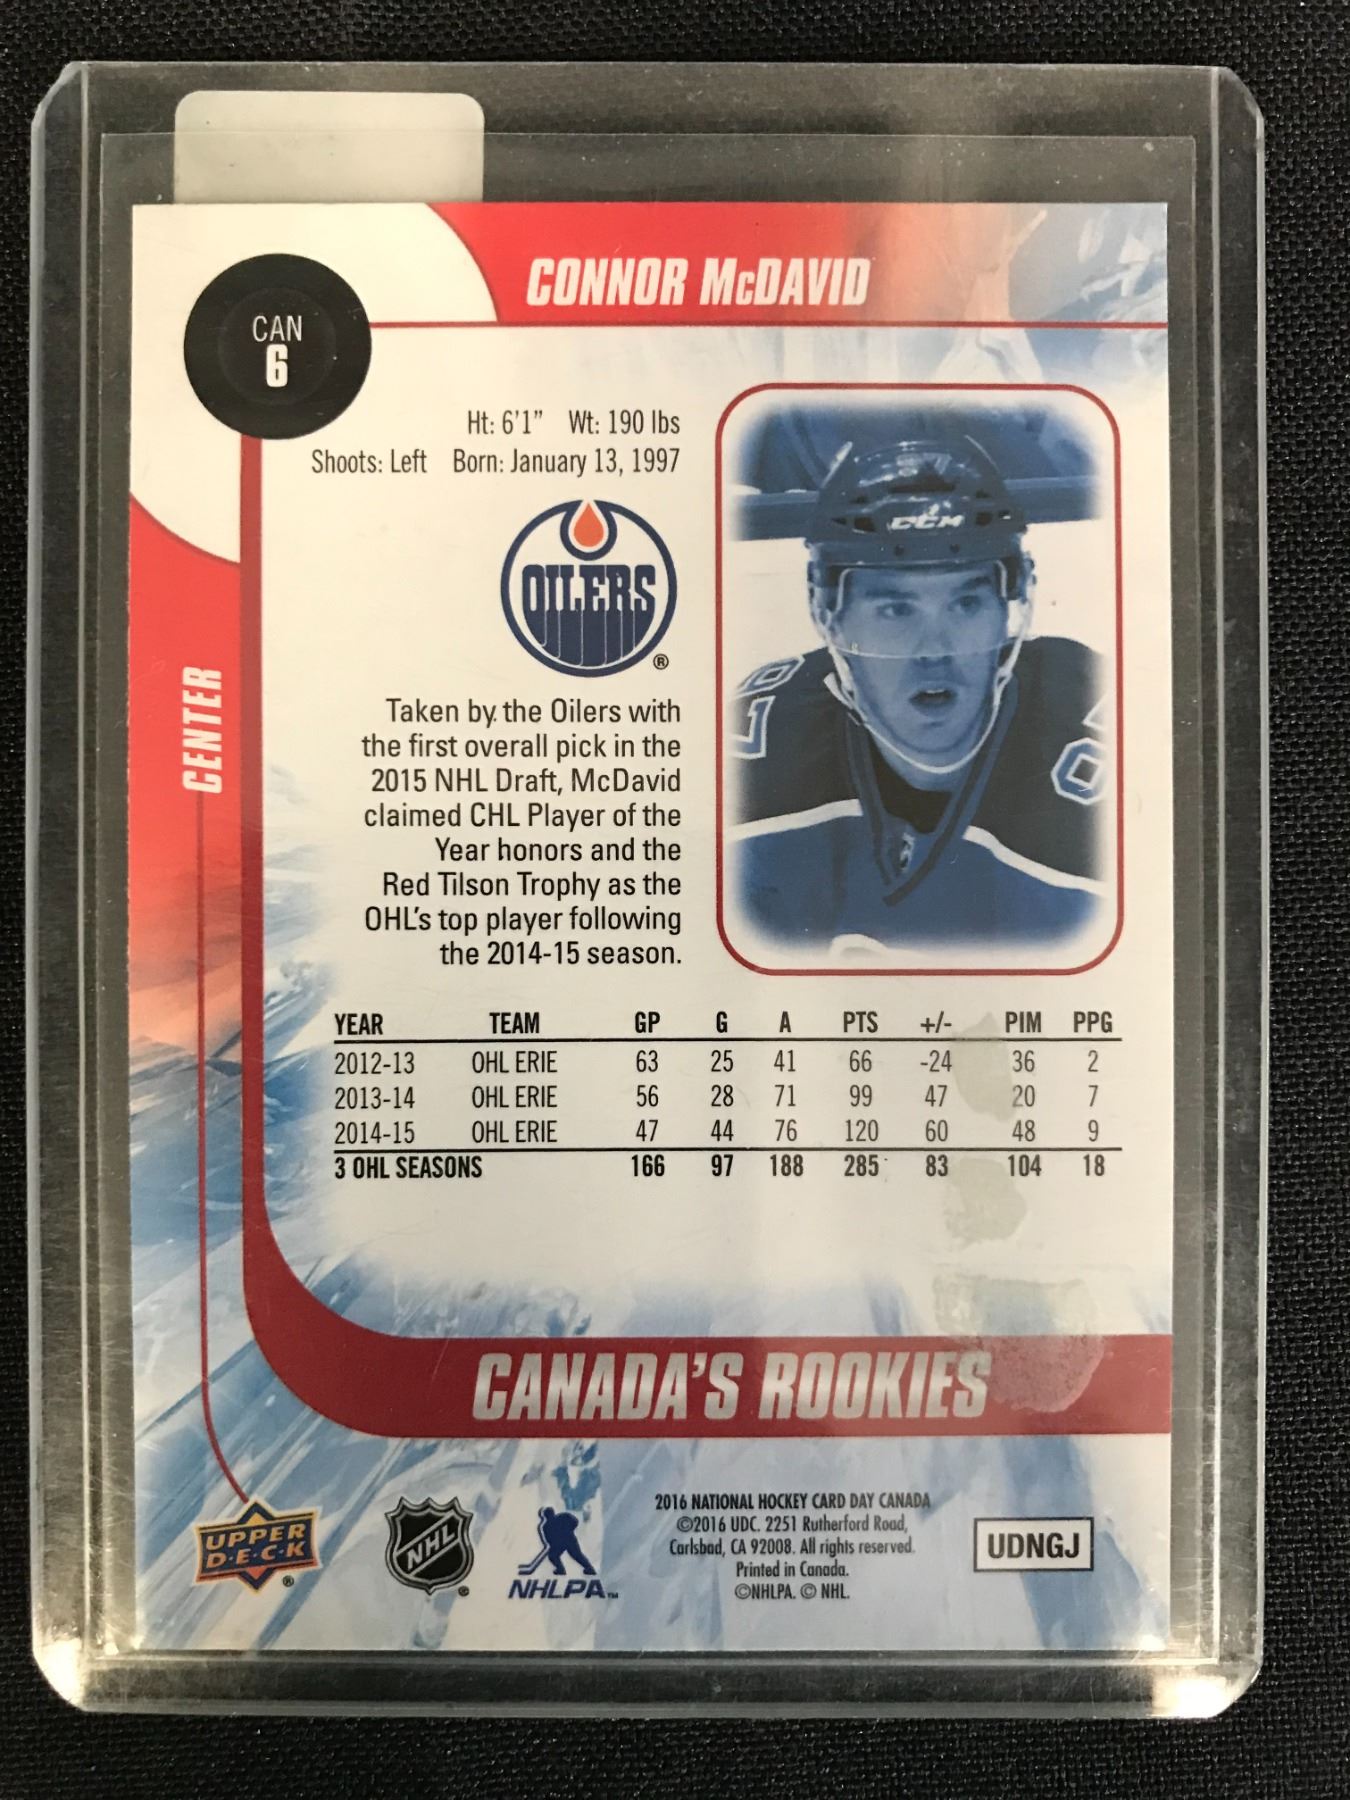 CONNOR McDAVID
CAN
6
Ht: 6'1" Wt: 190 lbs
Shoots: Left Born: January 13, 1997
CCM
OILERS
®
CENTER
Taken by the Oilers with
the first overall pick in the
2015 NHL Draft, McDavid
claimed CHL Player of the
Year honors and the
Red Tilson Trophy as the
OHL's top player following
the 2014-15 season.
YEAR TEAM GP G A PTS +/- PIM PPG
2012-13 OHL ERIE 63 25 41 66 -24 36 2
2013-14 OHL ERIE 56 28 71 99 47 20 7
2014-15 OHL ERIE 47 44 76 120 60 48 9
3 OHL SEASONS 166 97 188 285 83 104 18
CANADA'S ROOKIES
UPPER
D·E·C·K
®
NHL
®
NHLPA™
2016 NATIONAL HOCKEY CARD DAY CANADA
©2016 UDC. 2251 Rutherford Road,
Carlsbad, CA 92008. All rights reserved.
Printed in Canada.
©NHLPA. © NHL.
UDNGJ